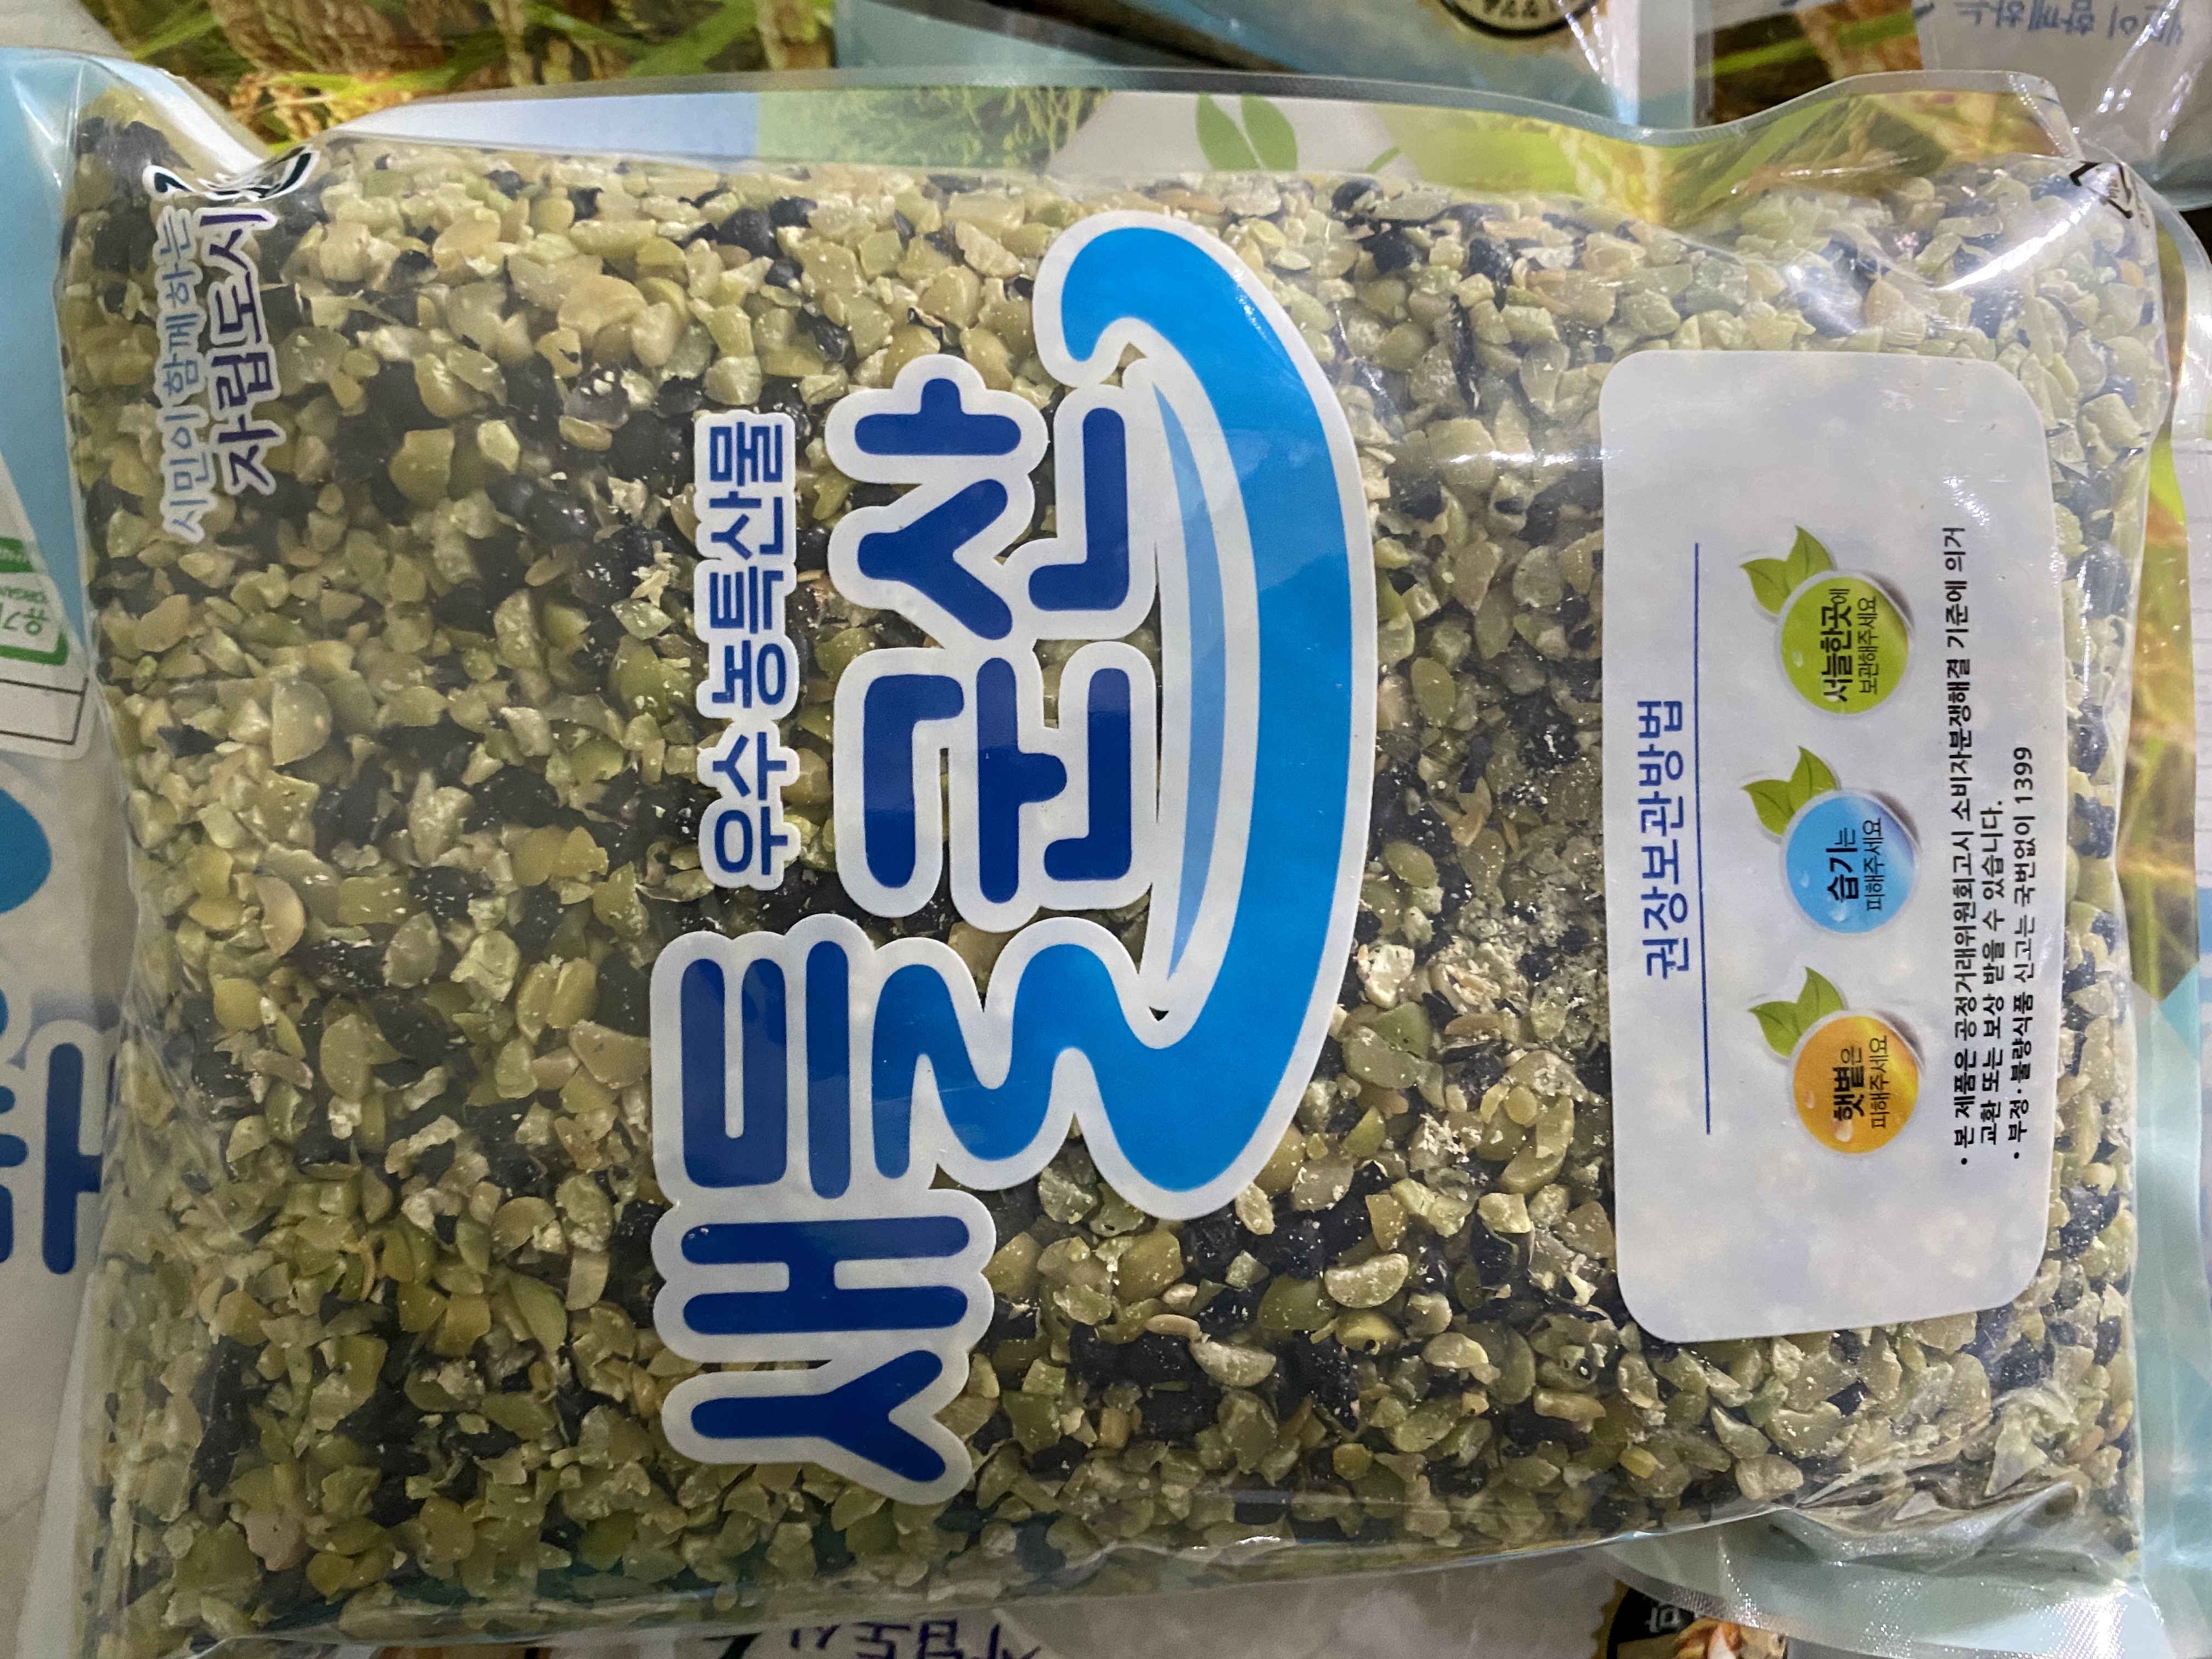 시민이 함께하는
자립도시
우수 농특산물
새들군산
권장보관방법
햇볕은
피해주세요
습기는
피해주세요
서늘한곳에
보관해주세요
• 본 제품은 공정거래위원회고시 소비자분쟁해결 기준에 의거
교환 또는 보상 받을 수 있습니다.
• 부정·불량식품 신고는 국번없이 1399